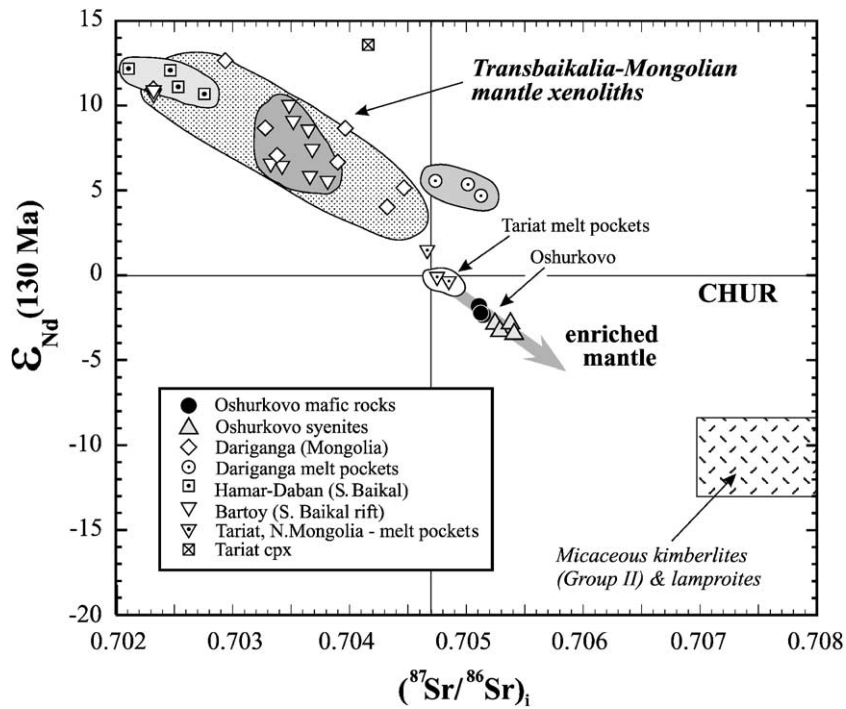 15
10
5
0
-5
-10
-15
-20
εNd(130 Ma)
Transbaikalia-Mongolian
mantle xenoliths
Tariat melt pockets
Oshurkovo
CHUR
enriched
mantle
Oshurkovo mafic rocks
Oshurkovo syenites
Dariganga (Mongolia)
Dariganga melt pockets
Hamar-Daban (S. Baikal)
Bartoy (S. Baikal rift)
Tariat, N.Mongolia - melt pockets
Tariat cpx
Micaceous kimberlites
(Group II) & lamproites
0.702 0.703 0.704 0.705 0.706 0.707 0.708
(⁸⁷Sr/⁸⁶Sr)i